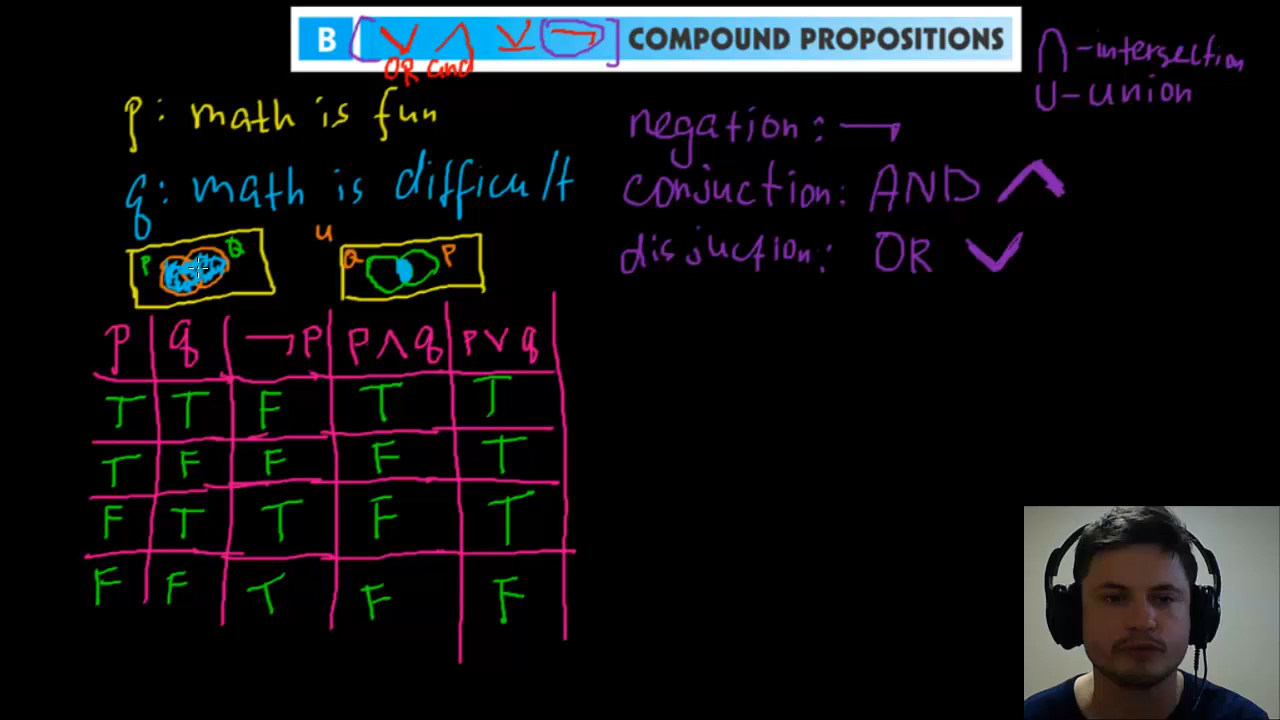 B [∨ ∧ ⊻ ¬] COMPOUND PROPOSITIONS
OR and
∩ - intersection
U - union
p: math is fun
q: math is difficult
negation: ¬
conjuction: AND ∧
disjuction: OR ∨
P Q
U Q P
p q ¬p p∧q p∨q
T T F T T
T F F F T
F T T F T
F F T F F